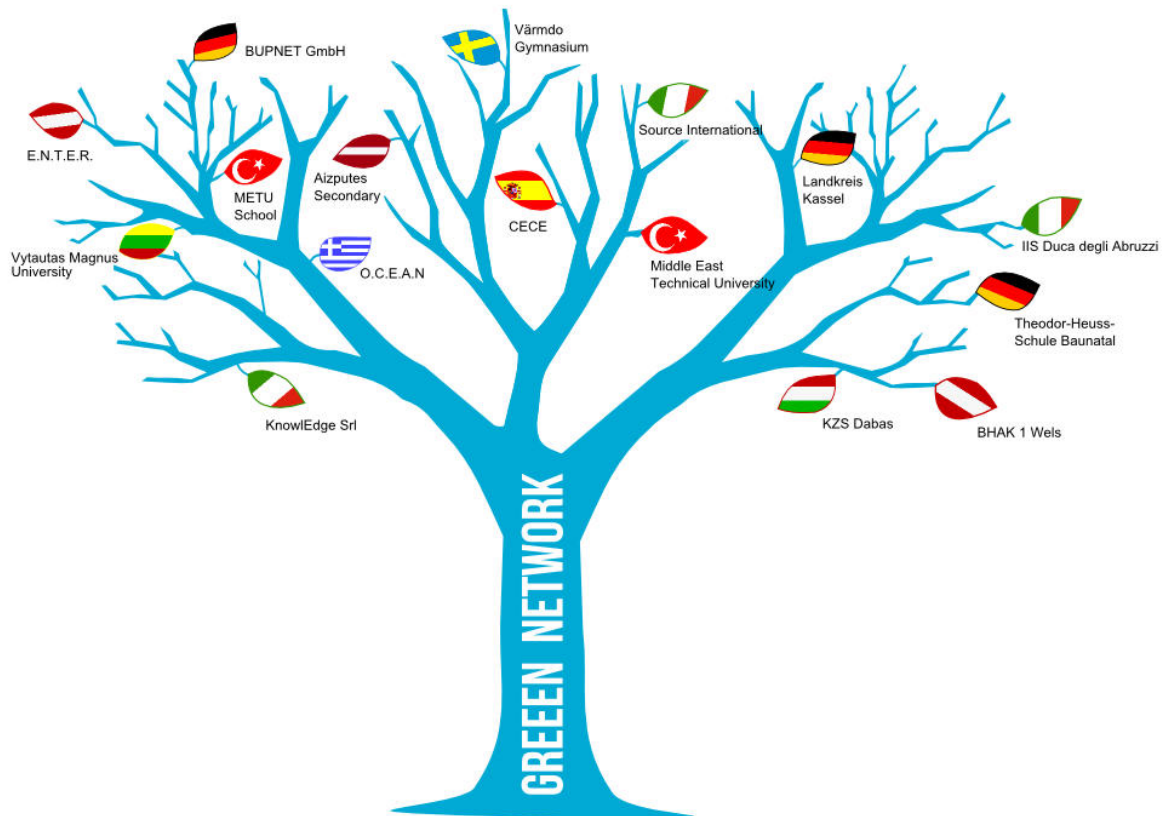 BUPNET GmbH
Värmdo
Gymnasium
Source International
E.N.T.E.R.
METU
School
Aizputes
Secondary
CECE
Landkreis
Kassel
Vytautas Magnus
University
O.C.E.A.N
Middle East
Technical University
IIS Duca degli Abruzzi
Theodor-Heuss-
Schule Baunatal
KnowlEdge Srl
KZS Dabas
BHAK 1 Wels
GREEEN NETWORK